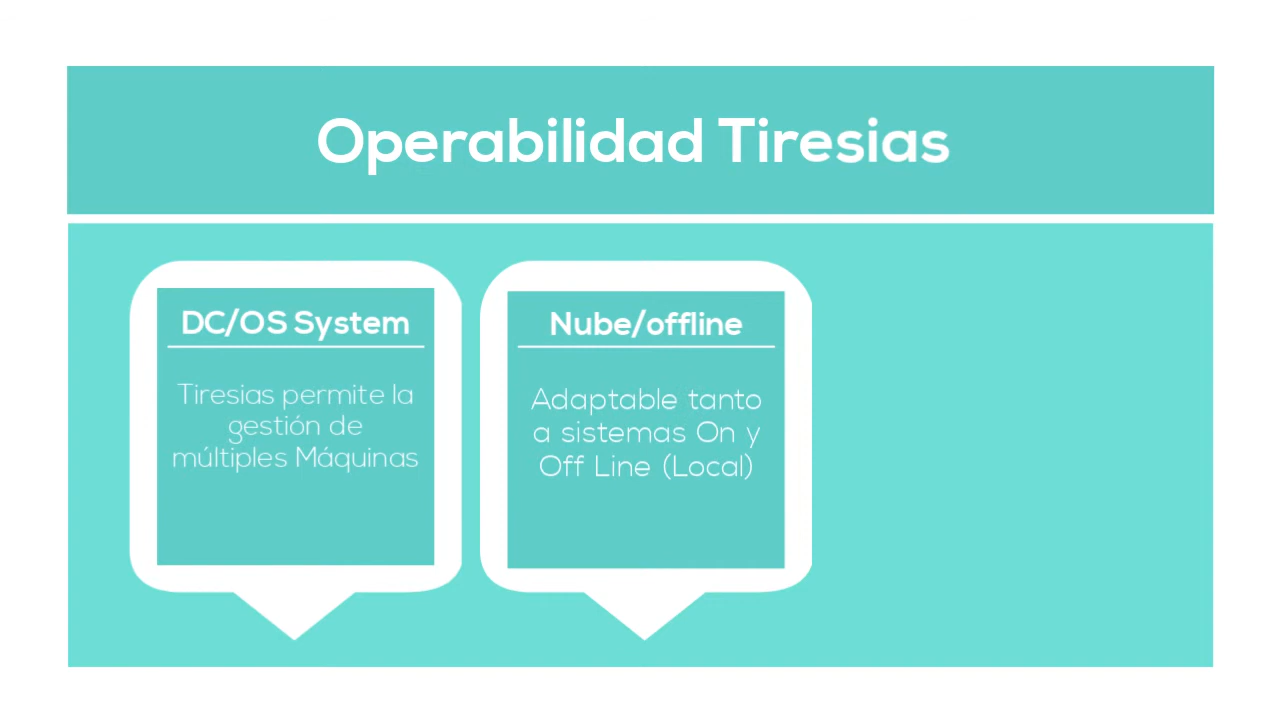 Operabilidad Tiresias
DC/OS System
Tiresias permite la
gestión de
múltiples Máquinas
Nube/offline
Adaptable tanto
a sistemas On y
Off Line (Local)